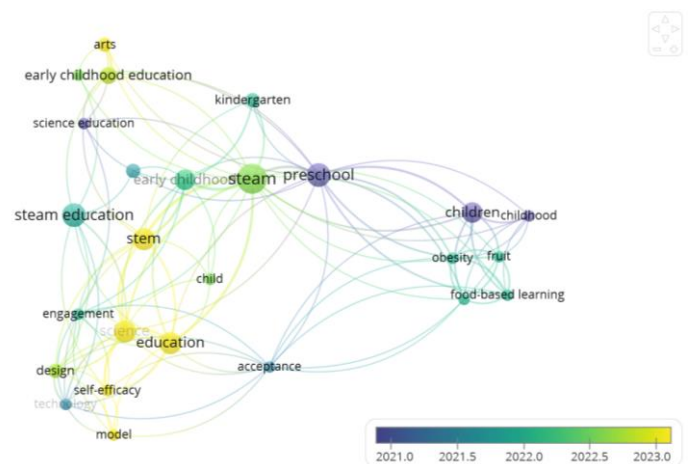 arts
early childhood education
kindergarten
science education
early childhoo
steam
preschool
steam education
children
childhood
stem
obesity
fruit
child
food-based learning
engagement
science
education
design
acceptance
self-efficacy
technology
model
2021.0 2021.5 2022.0 2022.5 2023.0